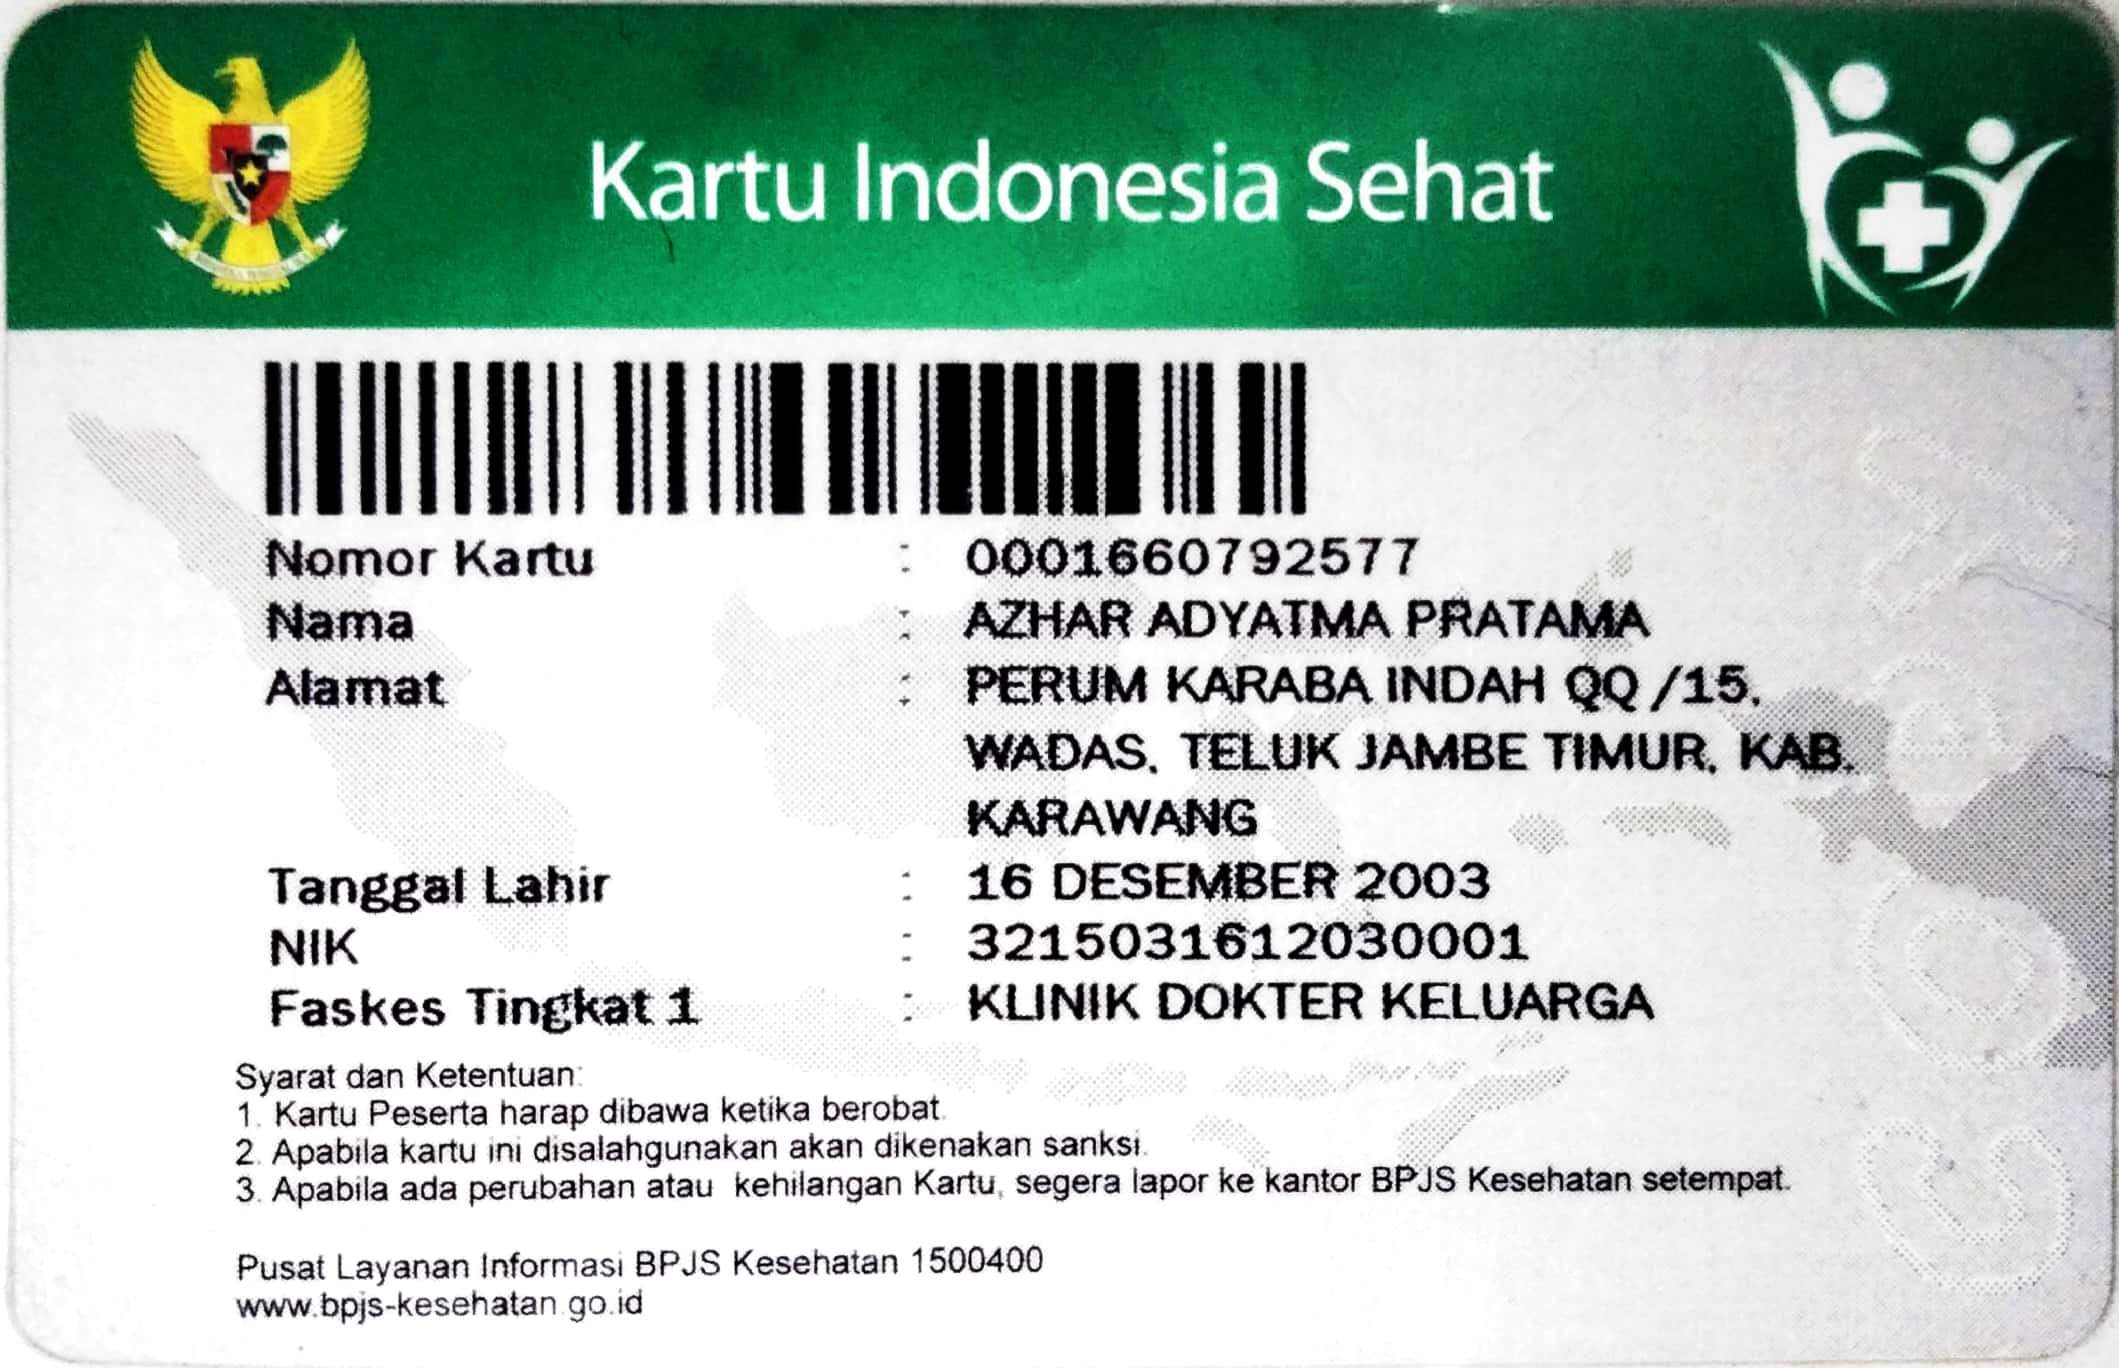 Kartu Indonesia Sehat
Nomor Kartu : 0001660792577
Nama : AZHAR ADYATMA PRATAMA
Alamat : PERUM KARABA INDAH QQ /15,
WADAS, TELUK JAMBE TIMUR, KAB.
KARAWANG
Tanggal Lahir : 16 DESEMBER 2003
NIK : 3215031612030001
Faskes Tingkat 1 : KLINIK DOKTER KELUARGA
Syarat dan Ketentuan:
1. Kartu Peserta harap dibawa ketika berobat.
2. Apabila kartu ini disalahgunakan akan dikenakan sanksi.
3. Apabila ada perubahan atau kehilangan Kartu, segera lapor ke kantor BPJS Kesehatan setempat.
Pusat Layanan Informasi BPJS Kesehatan 1500400
www.bpjs-kesehatan.go.id